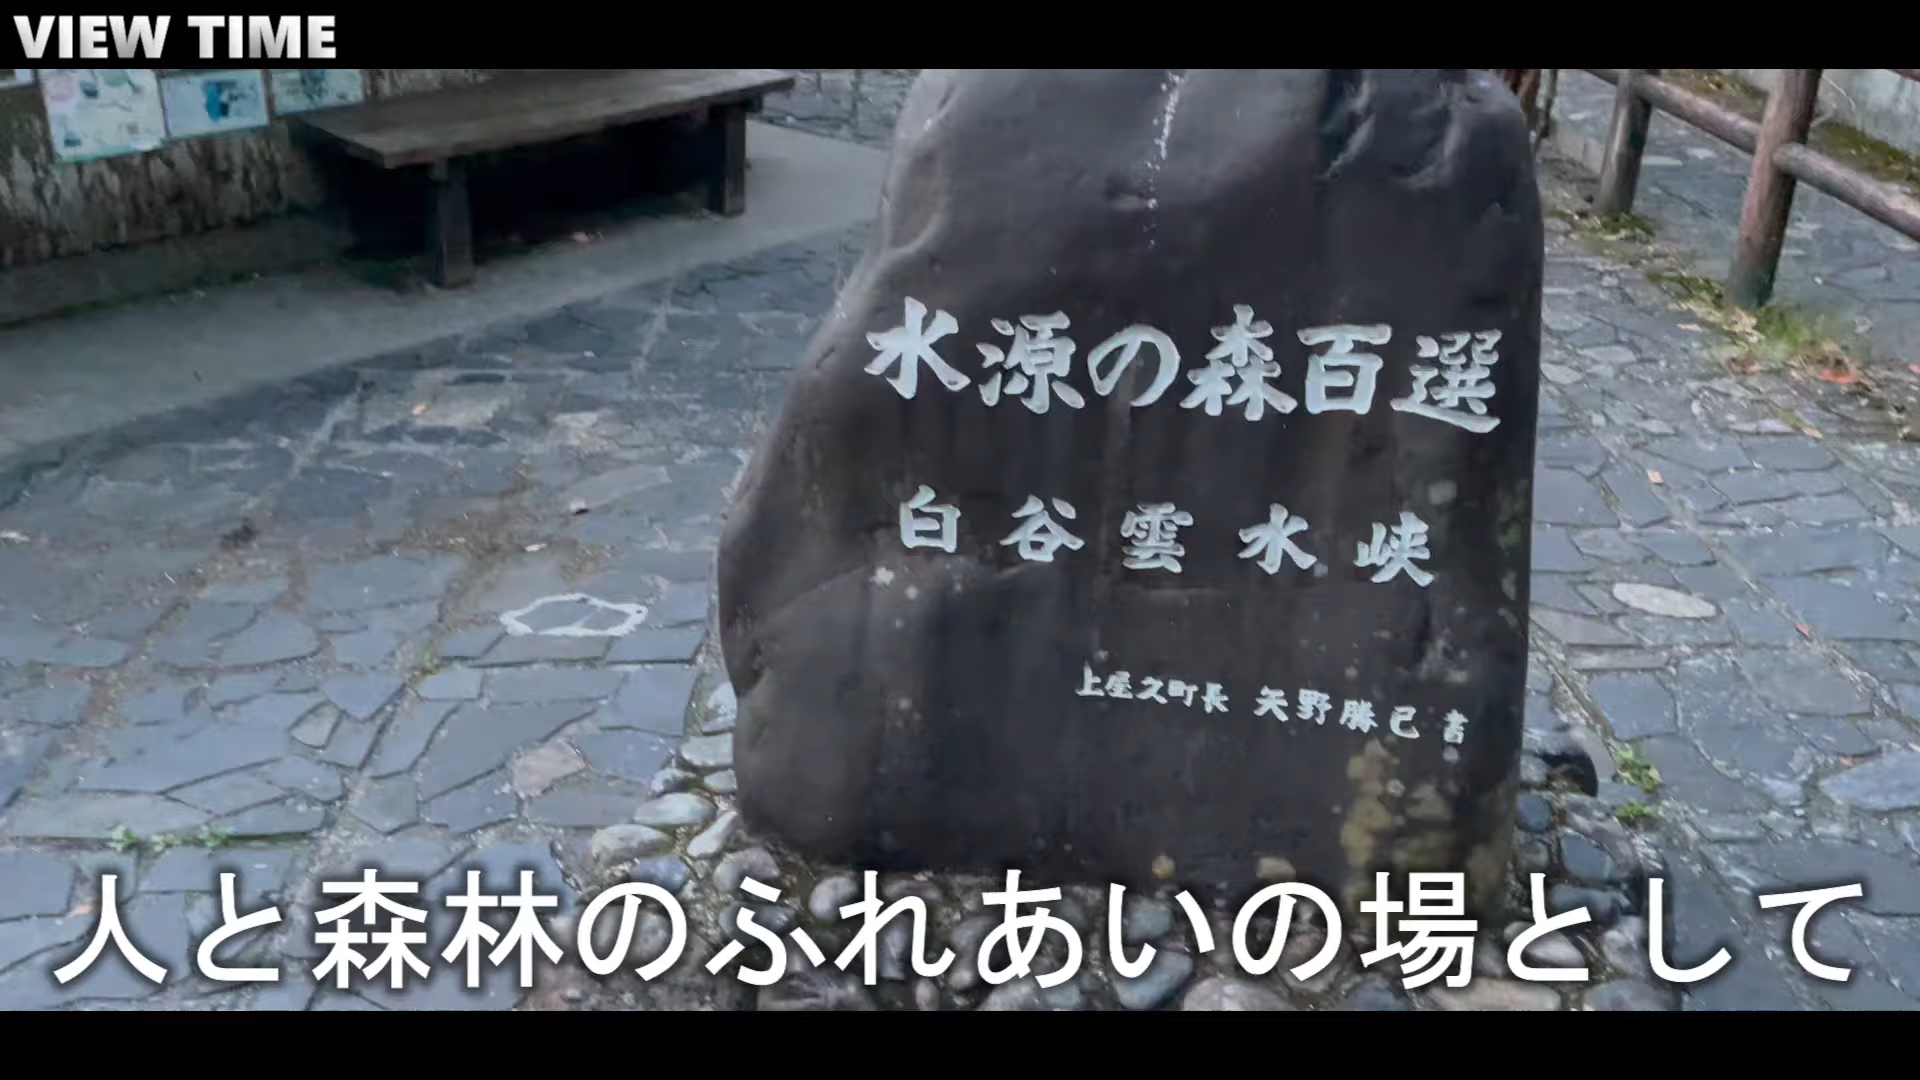 VIEW TIME
水源の森百選
白谷雲水峡
上屋久町長 矢野勝巳 書
人と森林のふれあいの場として